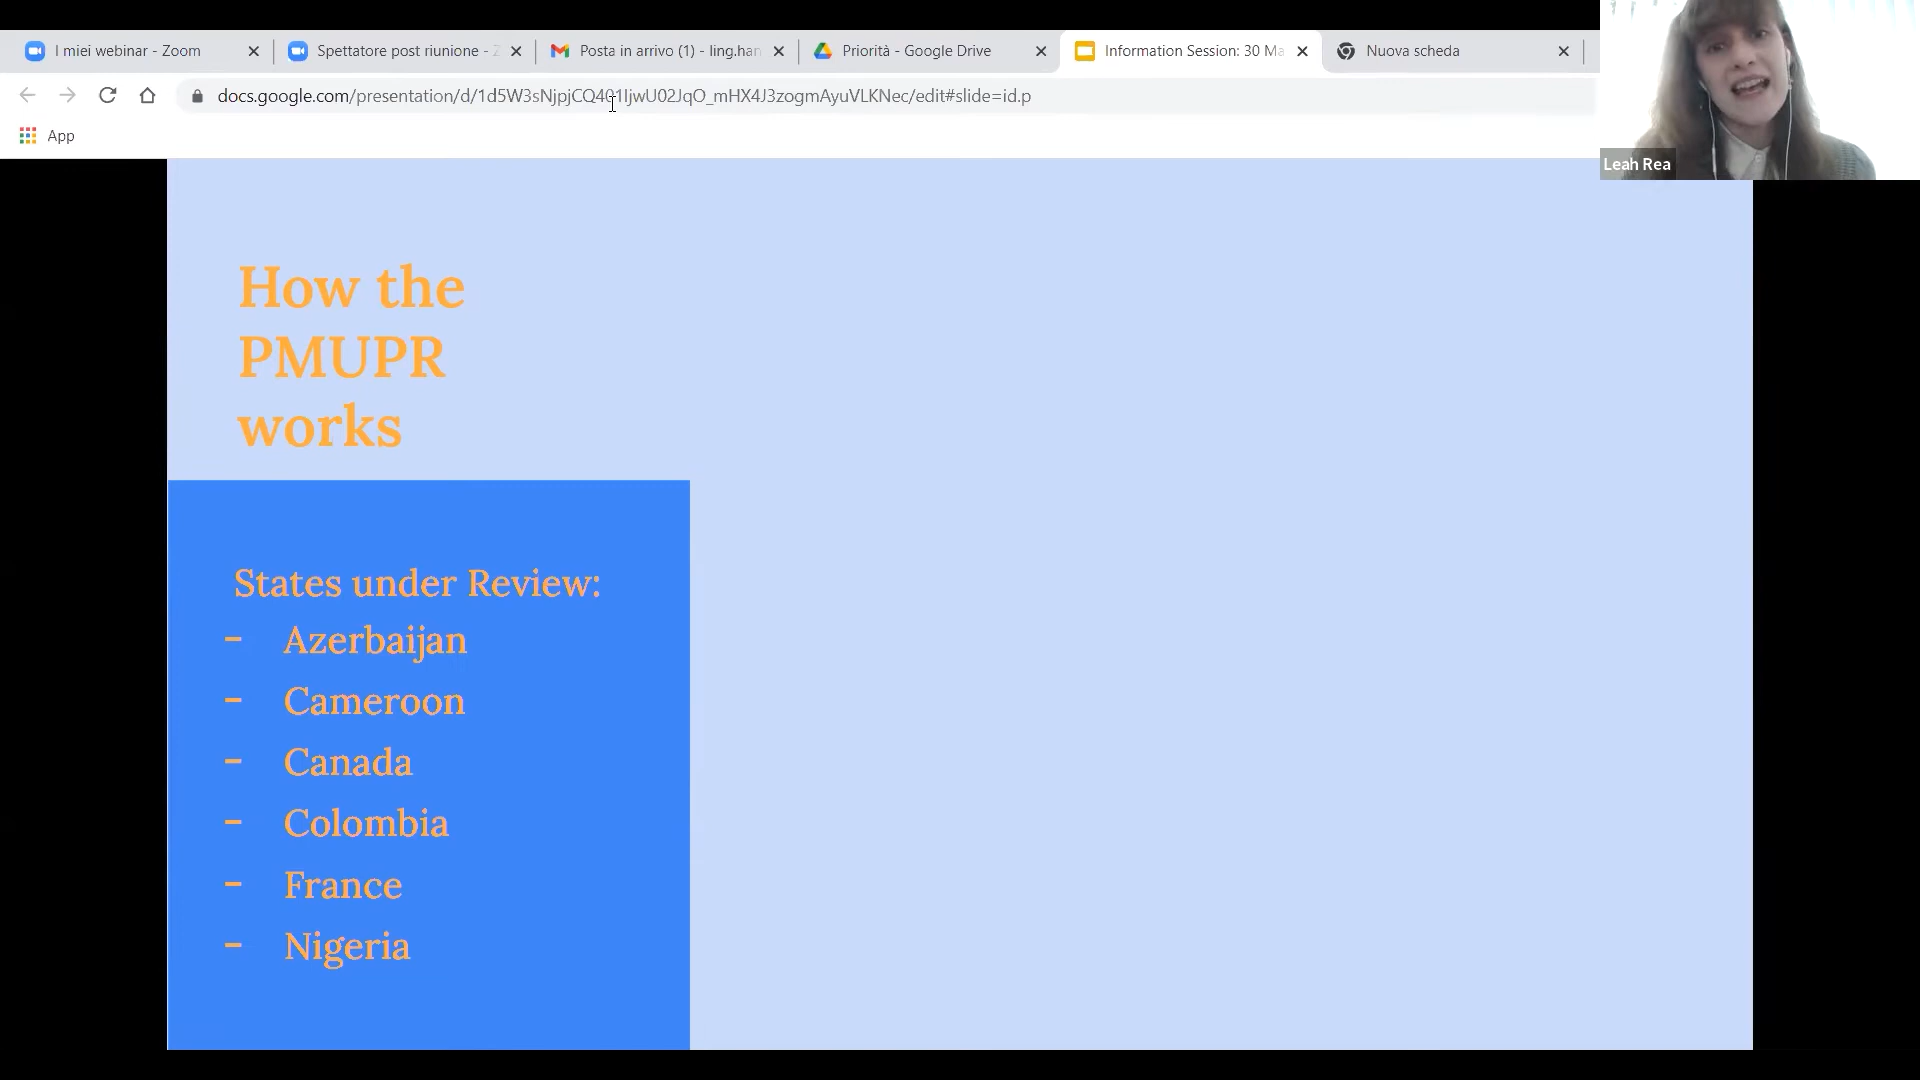 I miei webinar - Zoom
Spettatore post riunione - Z
Posta in arrivo (1) - ling.han
Priorità - Google Drive
Information Session: 30 Ma
Nuova scheda
docs.google.com/presentation/d/1d5W3sNjpjCQ401IjwU02JqO_mHX4J3zogmAyuVLKNec/edit#slide=id.p
App
Leah Rea
How the
PMUPR
works
States under Review:
- Azerbaijan
- Cameroon
- Canada
- Colombia
- France
- Nigeria